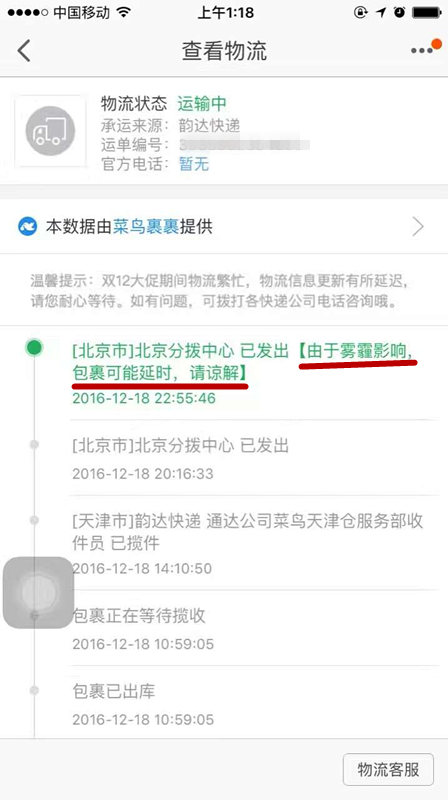 中国移动 上午1:18
查看物流
物流状态 运输中
承运来源：韵达快递
运单编号：
官方电话：暂无
本数据由菜鸟裹裹提供
温馨提示：双12大促期间物流繁忙，物流信息更新有所延迟，
请您耐心等待。如有问题，可拨打各快递公司电话咨询哦。
[北京市]北京分拨中心 已发出【由于雾霾影响，
包裹可能延时，请谅解】
2016-12-18 22:55:46
[北京市]北京分拨中心 已发出
2016-12-18 20:16:33
[天津市]韵达快递 通达公司菜鸟天津仓服务部收
件员 已揽件
2016-12-18 14:10:50
包裹正在等待揽收
2016-12-18 10:59:05
包裹已出库
2016-12-18 10:59:05
物流客服